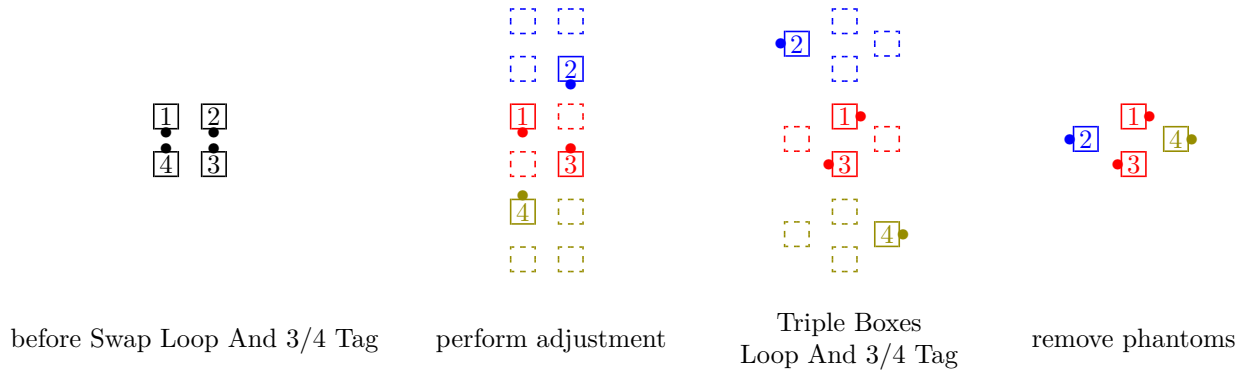 2
2
1 2
1
1
1
4 3
3
3
2 4
3
4
4
before Swap Loop And 3/4 Tag
perform adjustment
Triple Boxes
Loop And 3/4 Tag
remove phantoms